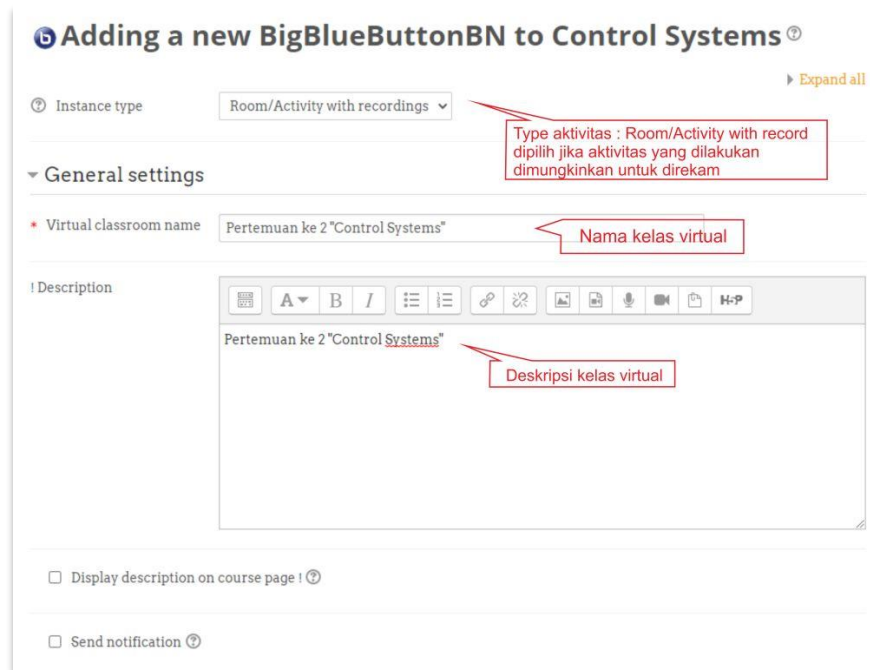 Adding a new BigBlueButtonBN to Control Systems
Expand all
Instance type
Room/Activity with recordings
Type aktivitas : Room/Activity with record
dipilih jika aktivitas yang dilakukan
dimungkinkan untuk direkam
General settings
* Virtual classroom name
Pertemuan ke 2 "Control Systems"
Nama kelas virtual
! Description
A B I H-P
Pertemuan ke 2 "Control Systems"
Deskripsi kelas virtual
Display description on course page !
Send notification